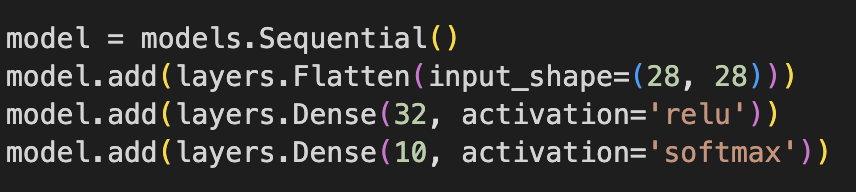 model = models.Sequential()
model.add(layers.Flatten(input_shape=(28, 28)))
model.add(layers.Dense(32, activation='relu'))
model.add(layers.Dense(10, activation='softmax'))